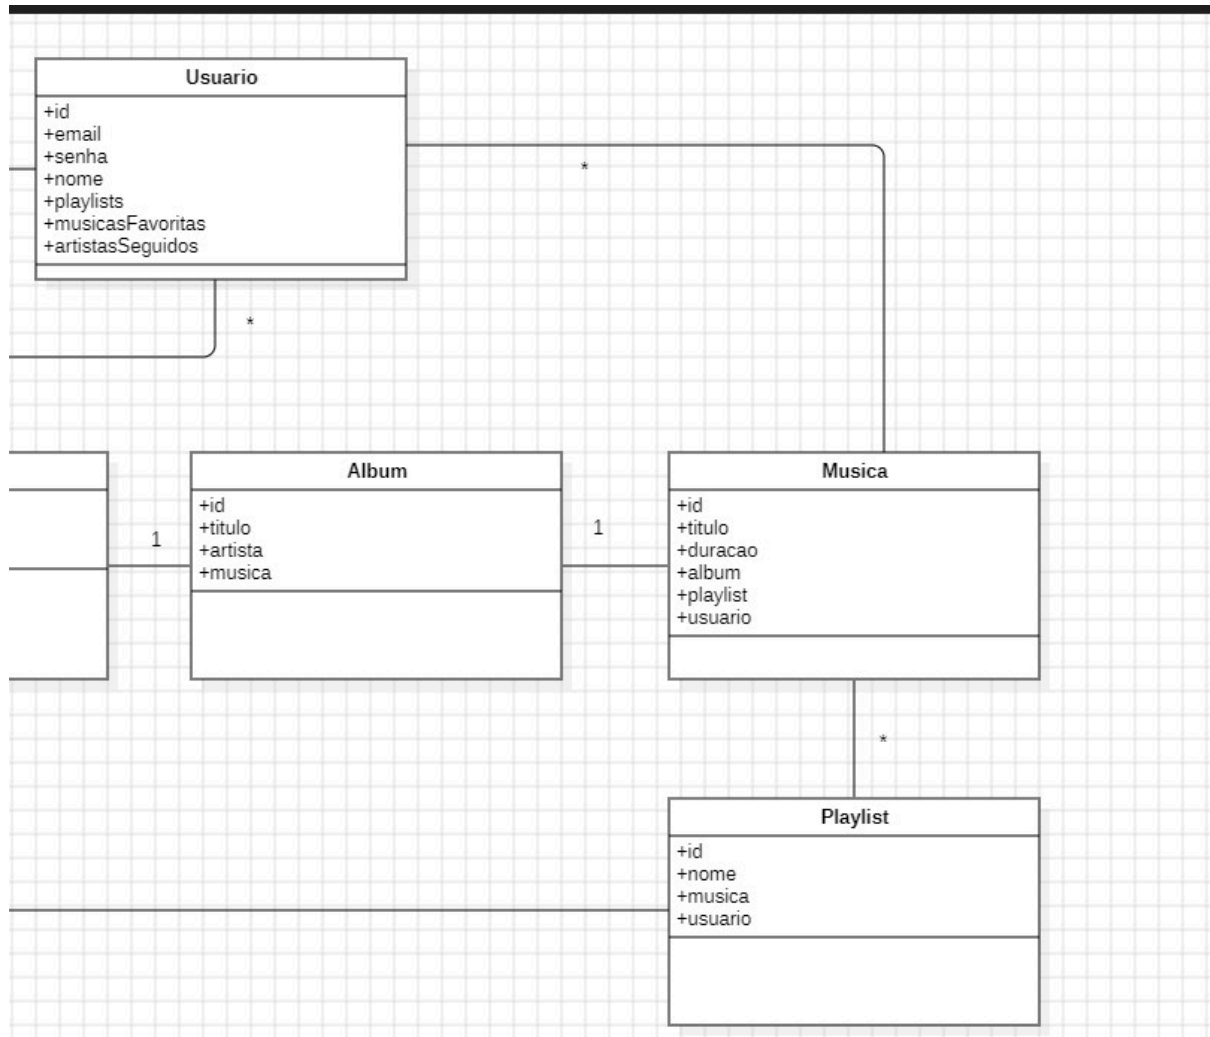 Usuario
+id
+email
+senha
+nome
+playlists
+musicasFavoritas
+artistasSeguidos
*
*
1
Album
+id
+titulo
+artista
+musica
1
Musica
+id
+titulo
+duracao
+album
+playlist
+usuario
*
Playlist
+id
+nome
+musica
+usuario